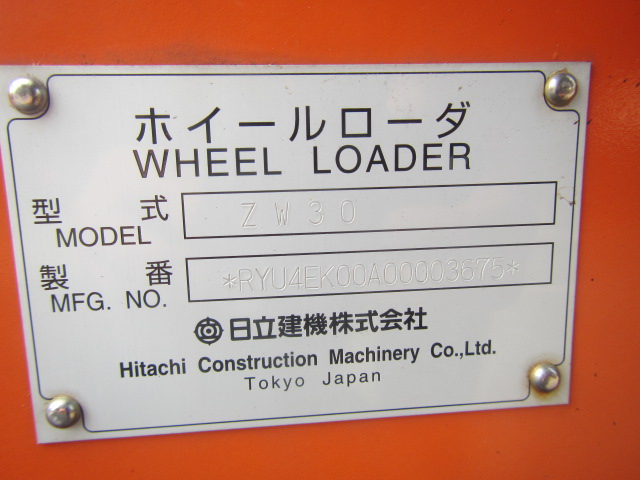 ホイールローダ
WHEEL LOADER
型式 ZW30
MODEL
製番 *RYU4EK00A00003675*
MFG. NO.
日立建機株式会社
Hitachi Construction Machinery Co.,Ltd.
Tokyo Japan